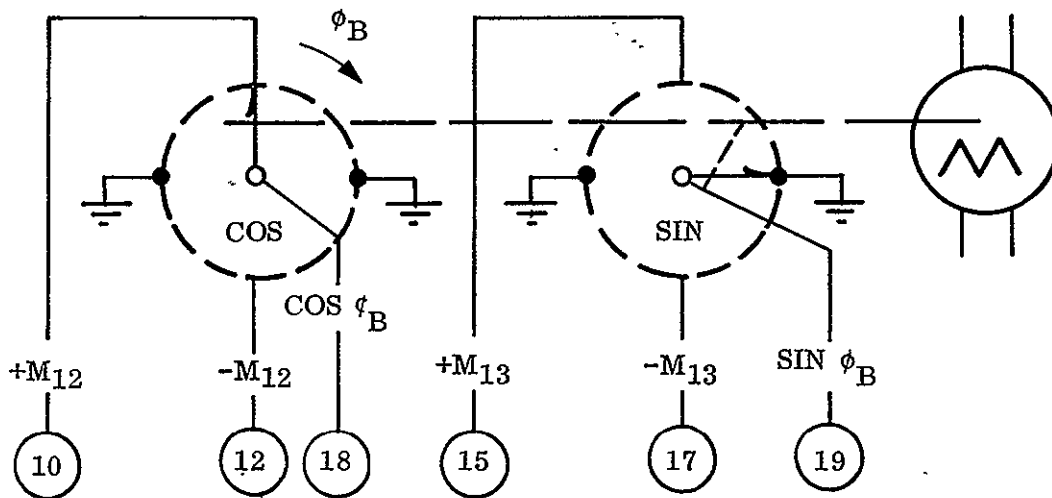 ϕB
COS
SIN
COS ϕB
+M12
-M12
+M13
-M13
SIN ϕB
10
12
18
15
17
19